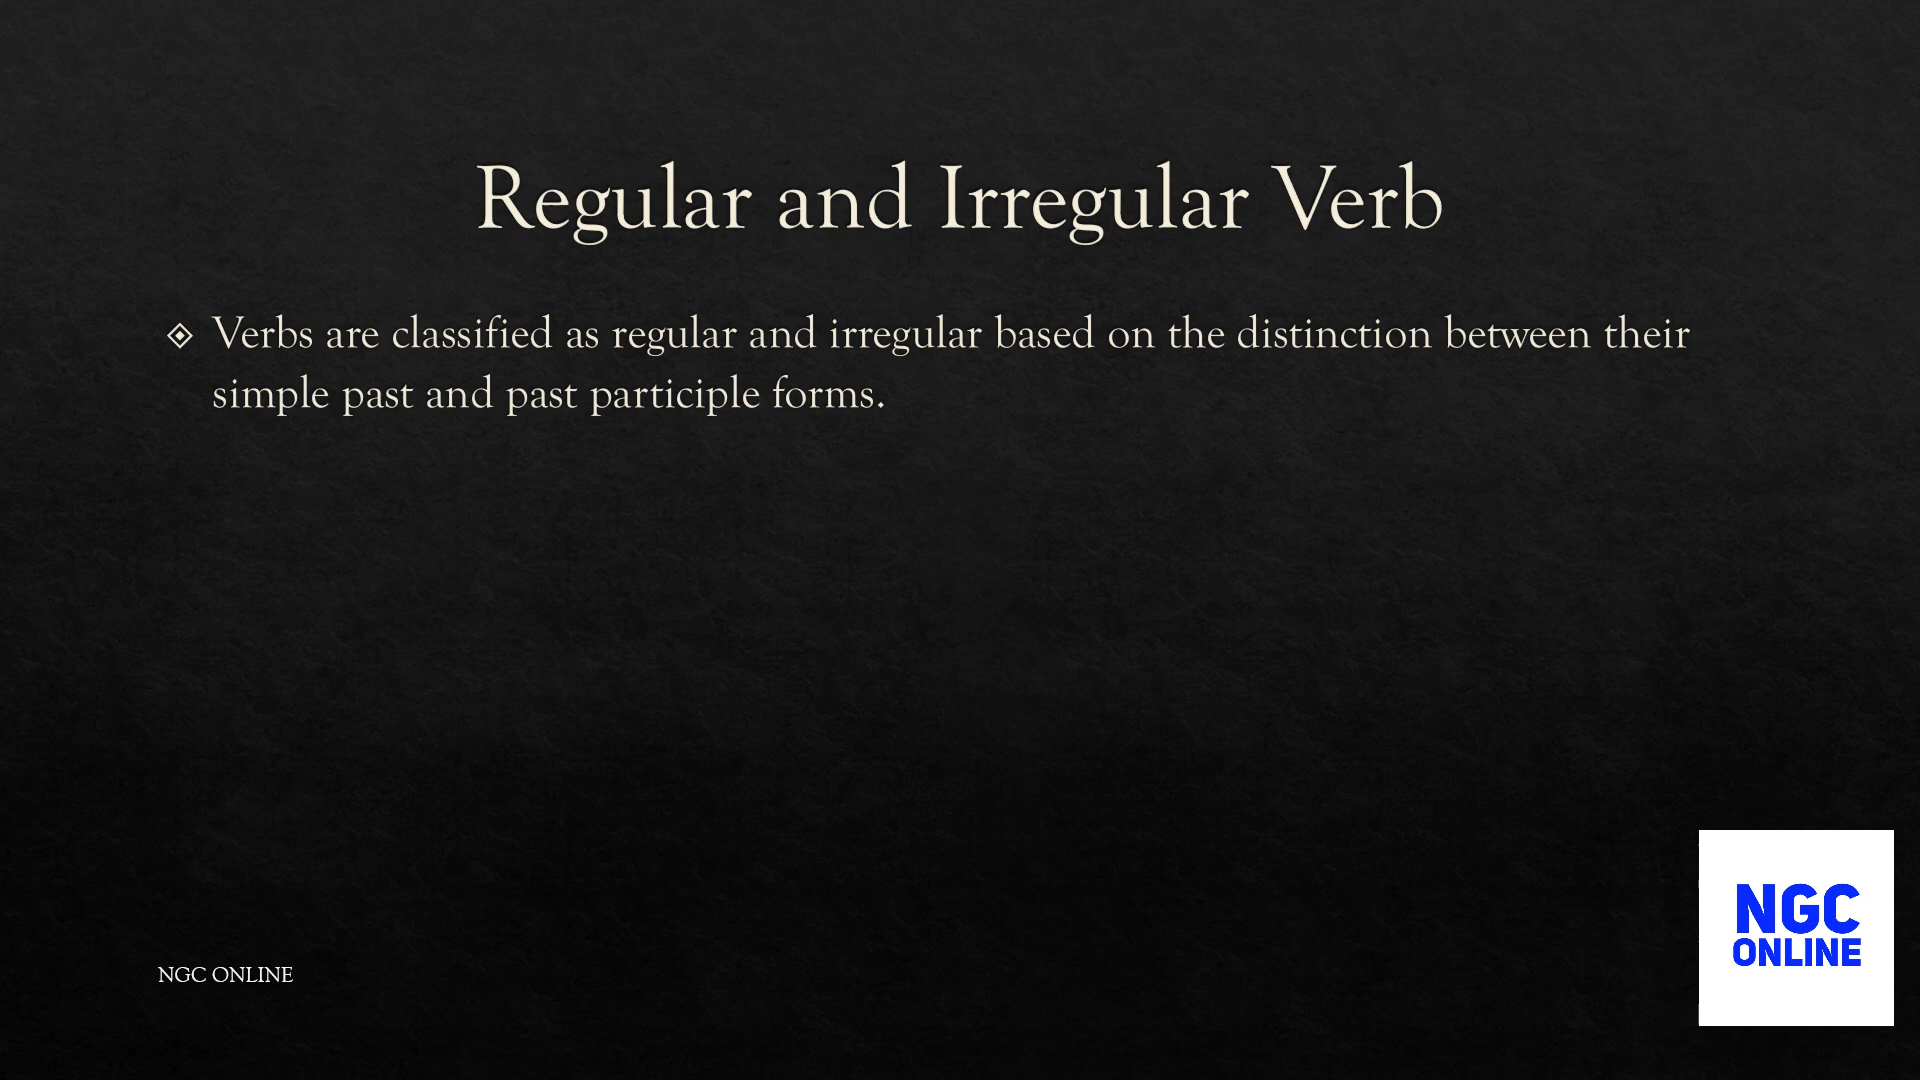 Regular and Irregular Verb
Verbs are classified as regular and irregular based on the distinction between their
simple past and past participle forms.
NGC
ONLINE
NGC ONLINE